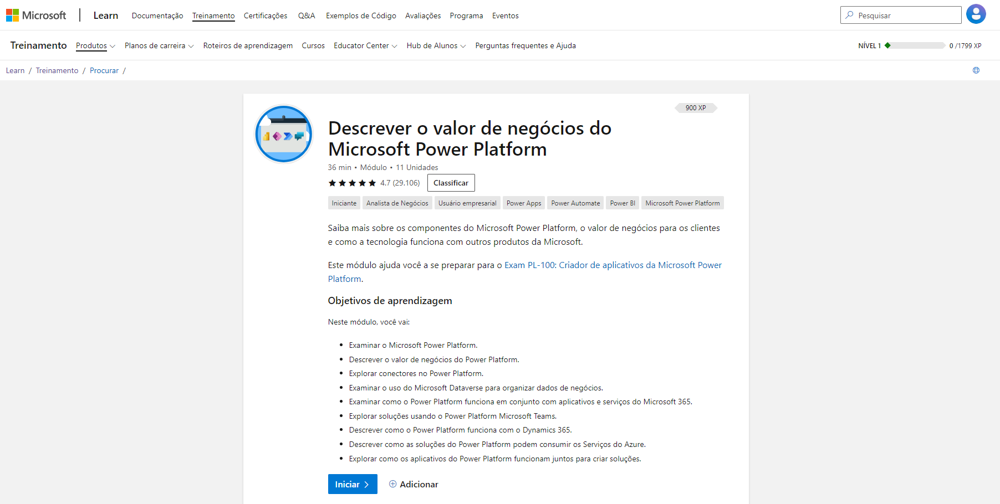 Microsoft Learn Documentação Treinamento Certificações Q&A Exemplos de Código Avaliações Programa Eventos Pesquisar
Treinamento Produtos Planos de carreira Roteiros de aprendizagem Cursos Educator Center Hub de Alunos Perguntas frequentes e Ajuda NÍVEL 1 0 /1799 XP
Learn / Treinamento / Procurar /
900 XP
Descrever o valor de negócios do
Microsoft Power Platform
36 min • Módulo • 11 Unidades
4.7 (29.106) Classificar
Iniciante Analista de Negócios Usuário empresarial Power Apps Power Automate Power BI Microsoft Power Platform
Saiba mais sobre os componentes do Microsoft Power Platform, o valor de negócios para os clientes
e como a tecnologia funciona com outros produtos da Microsoft.
Este módulo ajuda você a se preparar para o Exam PL-100: Criador de aplicativos da Microsoft Power
Platform.
Objetivos de aprendizagem
Neste módulo, você vai:
• Examinar o Microsoft Power Platform.
• Descrever o valor de negócios do Power Platform.
• Explorar conectores no Power Platform.
• Examinar o uso do Microsoft Dataverse para organizar dados de negócios.
• Examinar como o Power Platform funciona em conjunto com aplicativos e serviços do Microsoft 365.
• Explorar soluções usando o Power Platform Microsoft Teams.
• Descrever como o Power Platform funciona com o Dynamics 365.
• Descrever como as soluções do Power Platform podem consumir os Serviços do Azure.
• Explorar como os aplicativos do Power Platform funcionam juntos para criar soluções.
Iniciar Adicionar